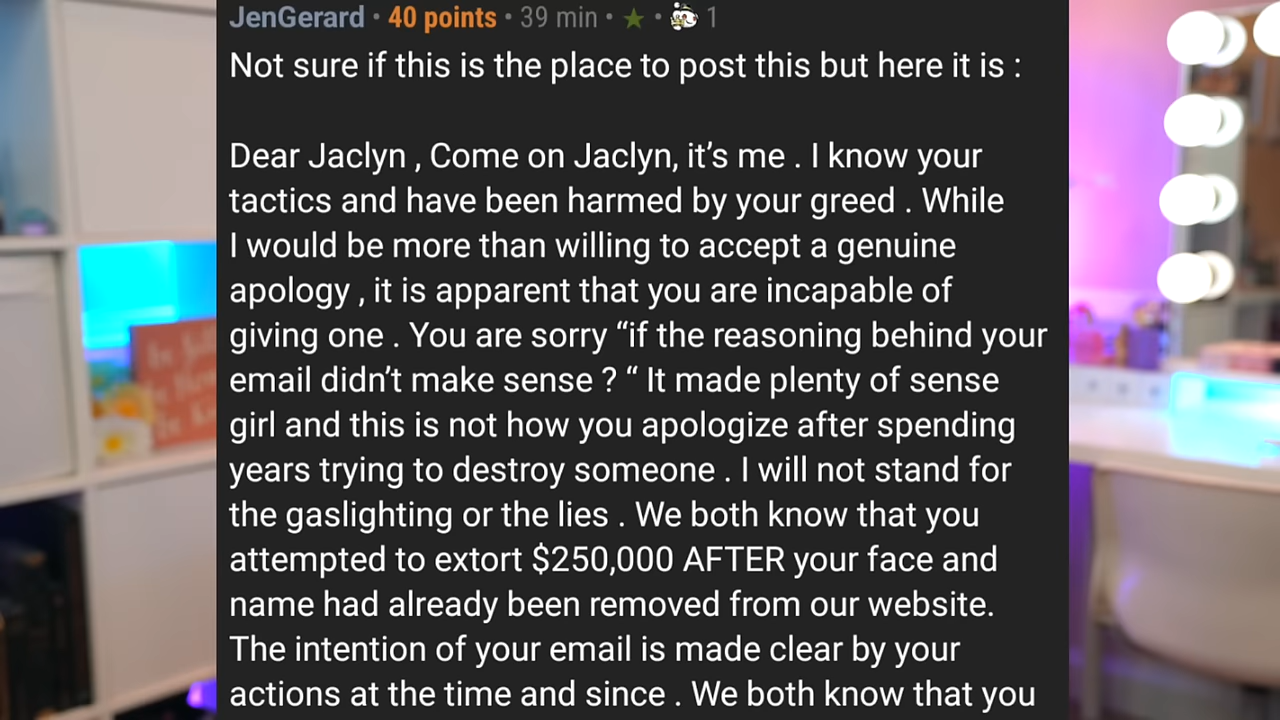 JenGerard • 40 points • 39 min • ★ • 1
Not sure if this is the place to post this but here it is :
Dear Jaclyn , Come on Jaclyn, it’s me . I know your
tactics and have been harmed by your greed . While
I would be more than willing to accept a genuine
apology , it is apparent that you are incapable of
giving one . You are sorry “if the reasoning behind your
email didn’t make sense ? “ It made plenty of sense
girl and this is not how you apologize after spending
years trying to destroy someone . I will not stand for
the gaslighting or the lies . We both know that you
attempted to extort $250,000 AFTER your face and
name had already been removed from our website.
The intention of your email is made clear by your
actions at the time and since . We both know that you